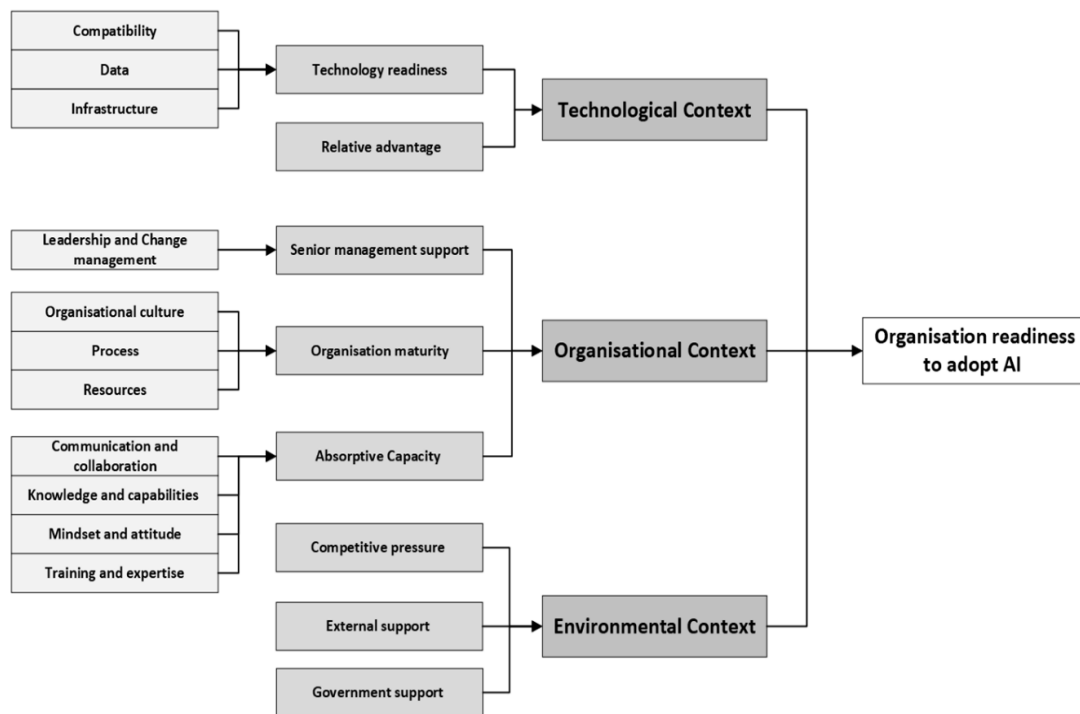 Compatibility
Data
Infrastructure
Technology readiness
Relative advantage
Technological Context
Leadership and Change
management
Senior management support
Organisational culture
Process
Resources
Organisation maturity
Organisational Context
Organisation readiness
to adopt AI
Communication and
collaboration
Knowledge and capabilities
Mindset and attitude
Training and expertise
Absorptive Capacity
Competitive pressure
External support
Government support
Environmental Context